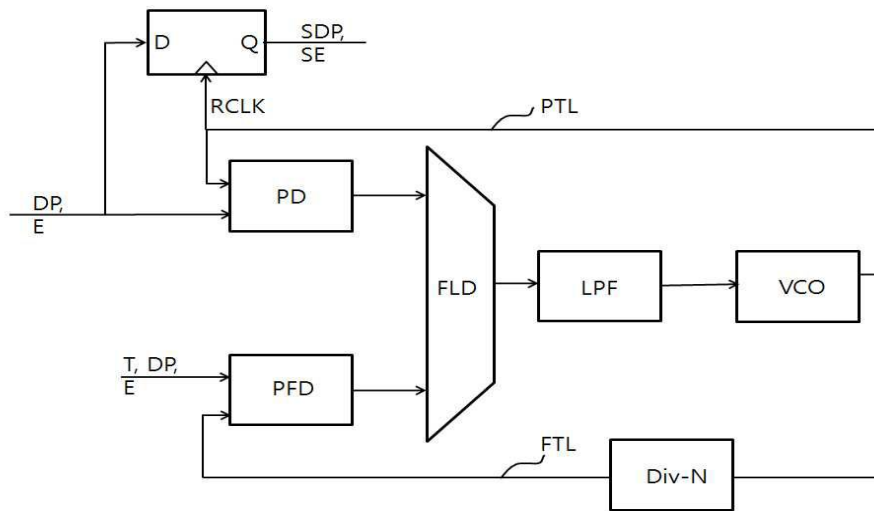 D Q
SDP,
SE
RCLK
PTL
PD
DP,
E
FLD
LPF
VCO
T, DP,
E
PFD
FTL
Div-N